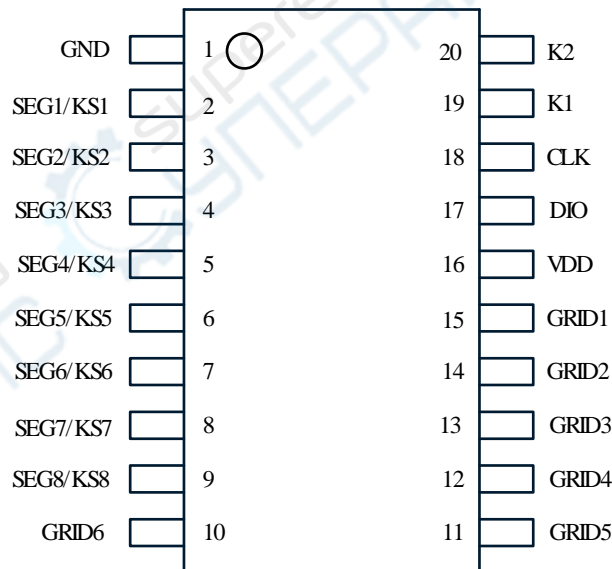 GND 1 20 K2
SEG1/KS1 2 19 K1
SEG2/KS2 3 18 CLK
SEG3/KS3 4 17 DIO
SEG4/KS4 5 16 VDD
SEG5/KS5 6 15 GRID1
SEG6/KS6 7 14 GRID2
SEG7/KS7 8 13 GRID3
SEG8/KS8 9 12 GRID4
GRID6 10 11 GRID5